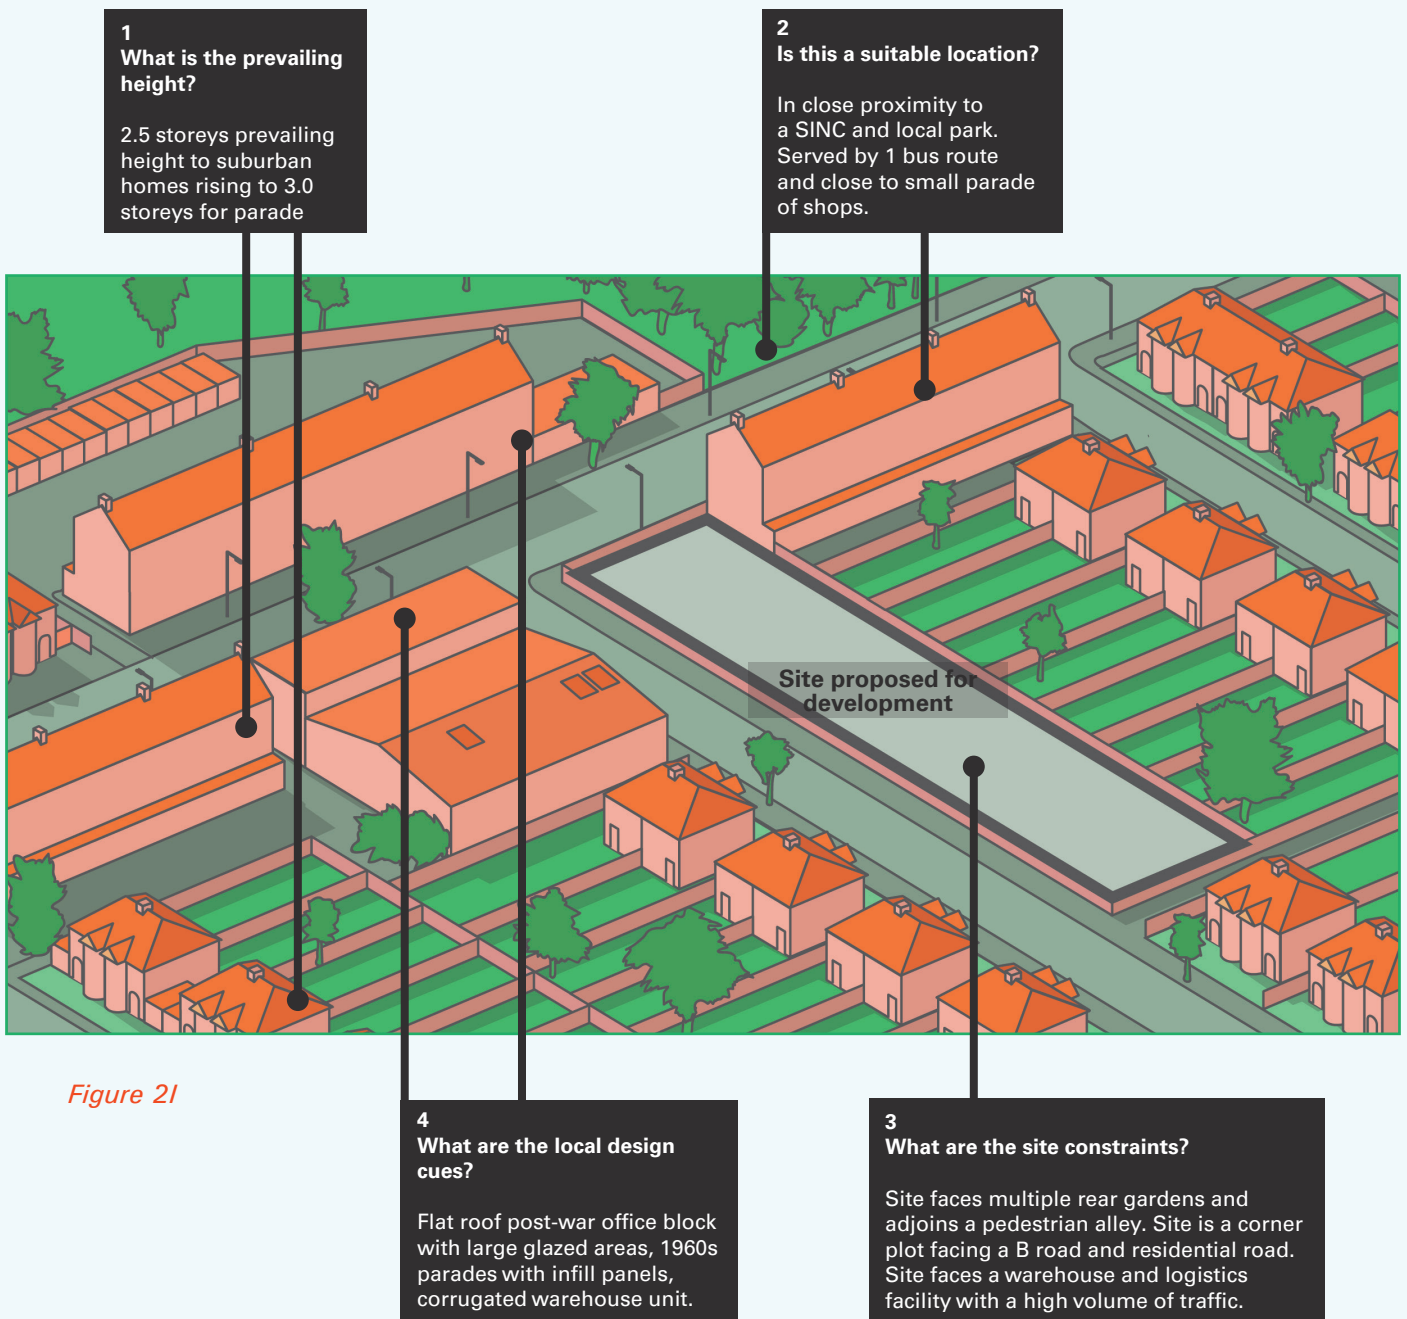 1
What is the prevailing
height?
2.5 storeys prevailing
height to suburban
homes rising to 3.0
storeys for parade
2
Is this a suitable location?
In close proximity to
a SINC and local park.
Served by 1 bus route
and close to small parade
of shops.
Site proposed for
development
Figure 21
4
What are the local design
cues?
Flat roof post-war office block
with large glazed areas, 1960s
parades with infill panels,
corrugated warehouse unit.
3
What are the site constraints?
Site faces multiple rear gardens and
adjoins a pedestrian alley. Site is a corner
plot facing a B road and residential road.
Site faces a warehouse and logistics
facility with a high volume of traffic.